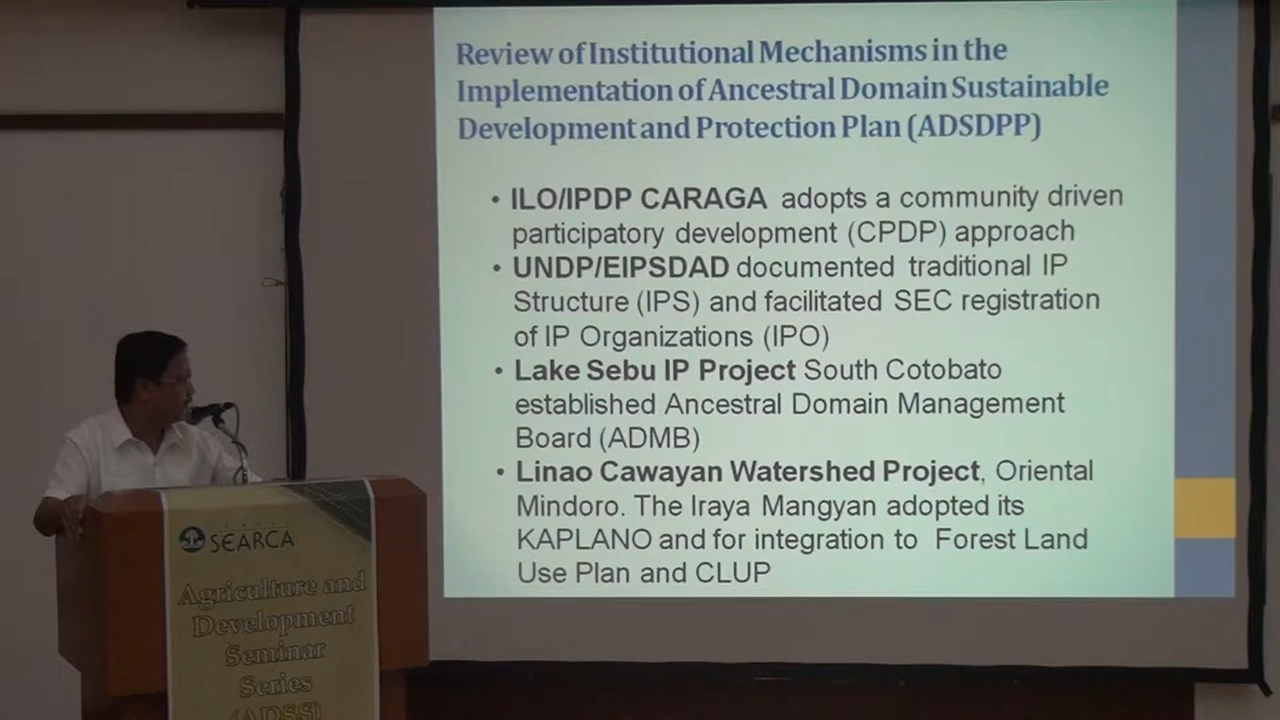 Review of Institutional Mechanisms in the
Implementation of Ancestral Domain Sustainable
Development and Protection Plan (ADSDPP)
• ILO/IPDP CARAGA adopts a community driven
participatory development (CPDP) approach
• UNDP/EIPSDAD documented traditional IP
Structure (IPS) and facilitated SEC registration
of IP Organizations (IPO)
• Lake Sebu IP Project South Cotobato
established Ancestral Domain Management
Board (ADMB)
• Linao Cawayan Watershed Project, Oriental
Mindoro. The Iraya Mangyan adopted its
KAPLANO and for integration to Forest Land
Use Plan and CLUP
SEARCA
Agriculture and
Development
Seminar
Series
(ADSS)